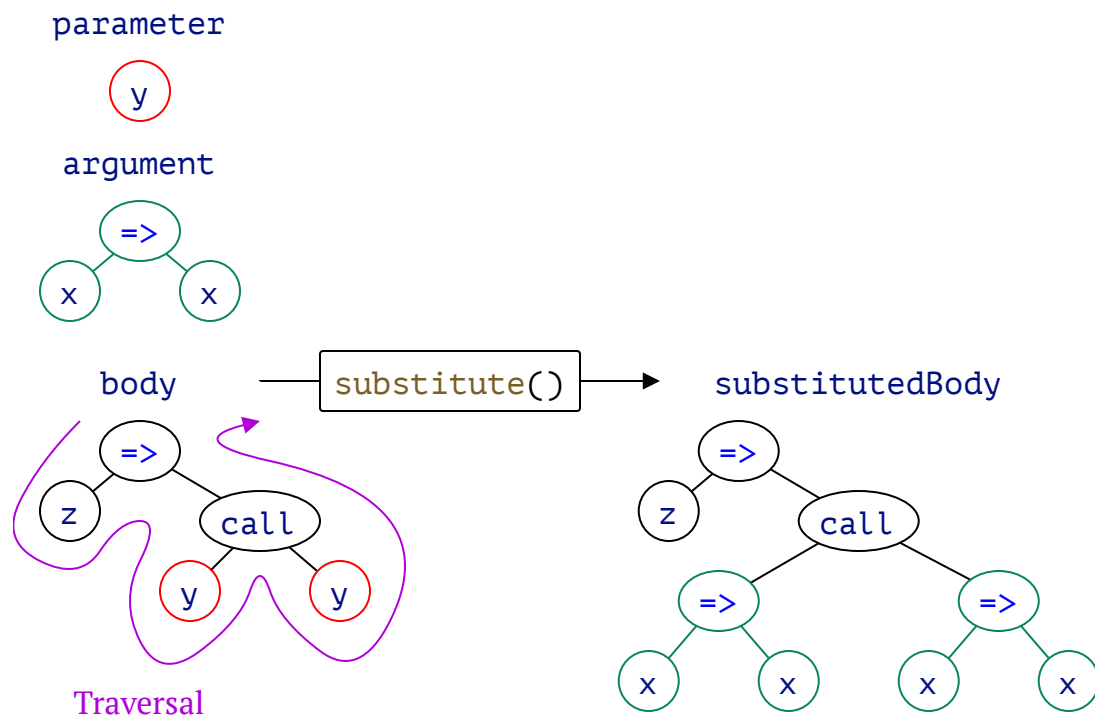 parameter
y
argument
=>
x x
body substitute() substitutedBody
=> =>
z call z call
y y => =>
x x x x
Traversal